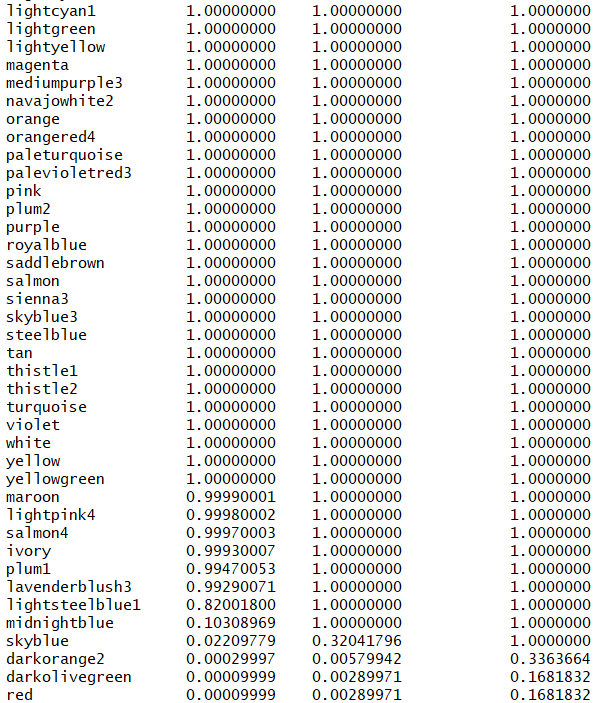 lightcyan1 1.00000000 1.00000000 1.0000000
lightgreen 1.00000000 1.00000000 1.0000000
lightyellow 1.00000000 1.00000000 1.0000000
magenta 1.00000000 1.00000000 1.0000000
mediumpurple3 1.00000000 1.00000000 1.0000000
navajowhite2 1.00000000 1.00000000 1.0000000
orange 1.00000000 1.00000000 1.0000000
orangered4 1.00000000 1.00000000 1.0000000
paleturquoise 1.00000000 1.00000000 1.0000000
palevioletred3 1.00000000 1.00000000 1.0000000
pink 1.00000000 1.00000000 1.0000000
plum2 1.00000000 1.00000000 1.0000000
purple 1.00000000 1.00000000 1.0000000
royalblue 1.00000000 1.00000000 1.0000000
saddlebrown 1.00000000 1.00000000 1.0000000
salmon 1.00000000 1.00000000 1.0000000
sienna3 1.00000000 1.00000000 1.0000000
skyblue3 1.00000000 1.00000000 1.0000000
steelblue 1.00000000 1.00000000 1.0000000
tan 1.00000000 1.00000000 1.0000000
thistle1 1.00000000 1.00000000 1.0000000
thistle2 1.00000000 1.00000000 1.0000000
turquoise 1.00000000 1.00000000 1.0000000
violet 1.00000000 1.00000000 1.0000000
white 1.00000000 1.00000000 1.0000000
yellow 1.00000000 1.00000000 1.0000000
yellowgreen 1.00000000 1.00000000 1.0000000
maroon 0.99990001 1.00000000 1.0000000
lightpink4 0.99980002 1.00000000 1.0000000
salmon4 0.99970003 1.00000000 1.0000000
ivory 0.99930007 1.00000000 1.0000000
plum1 0.99470053 1.00000000 1.0000000
lavenderblush3 0.99290071 1.00000000 1.0000000
lightsteelblue1 0.82001800 1.00000000 1.0000000
midnightblue 0.10308969 1.00000000 1.0000000
skyblue 0.02209779 0.32041796 1.0000000
darkorange2 0.00029997 0.00579942 0.3363664
darkolivegreen 0.00009999 0.00289971 0.1681832
red 0.00009999 0.00289971 0.1681832